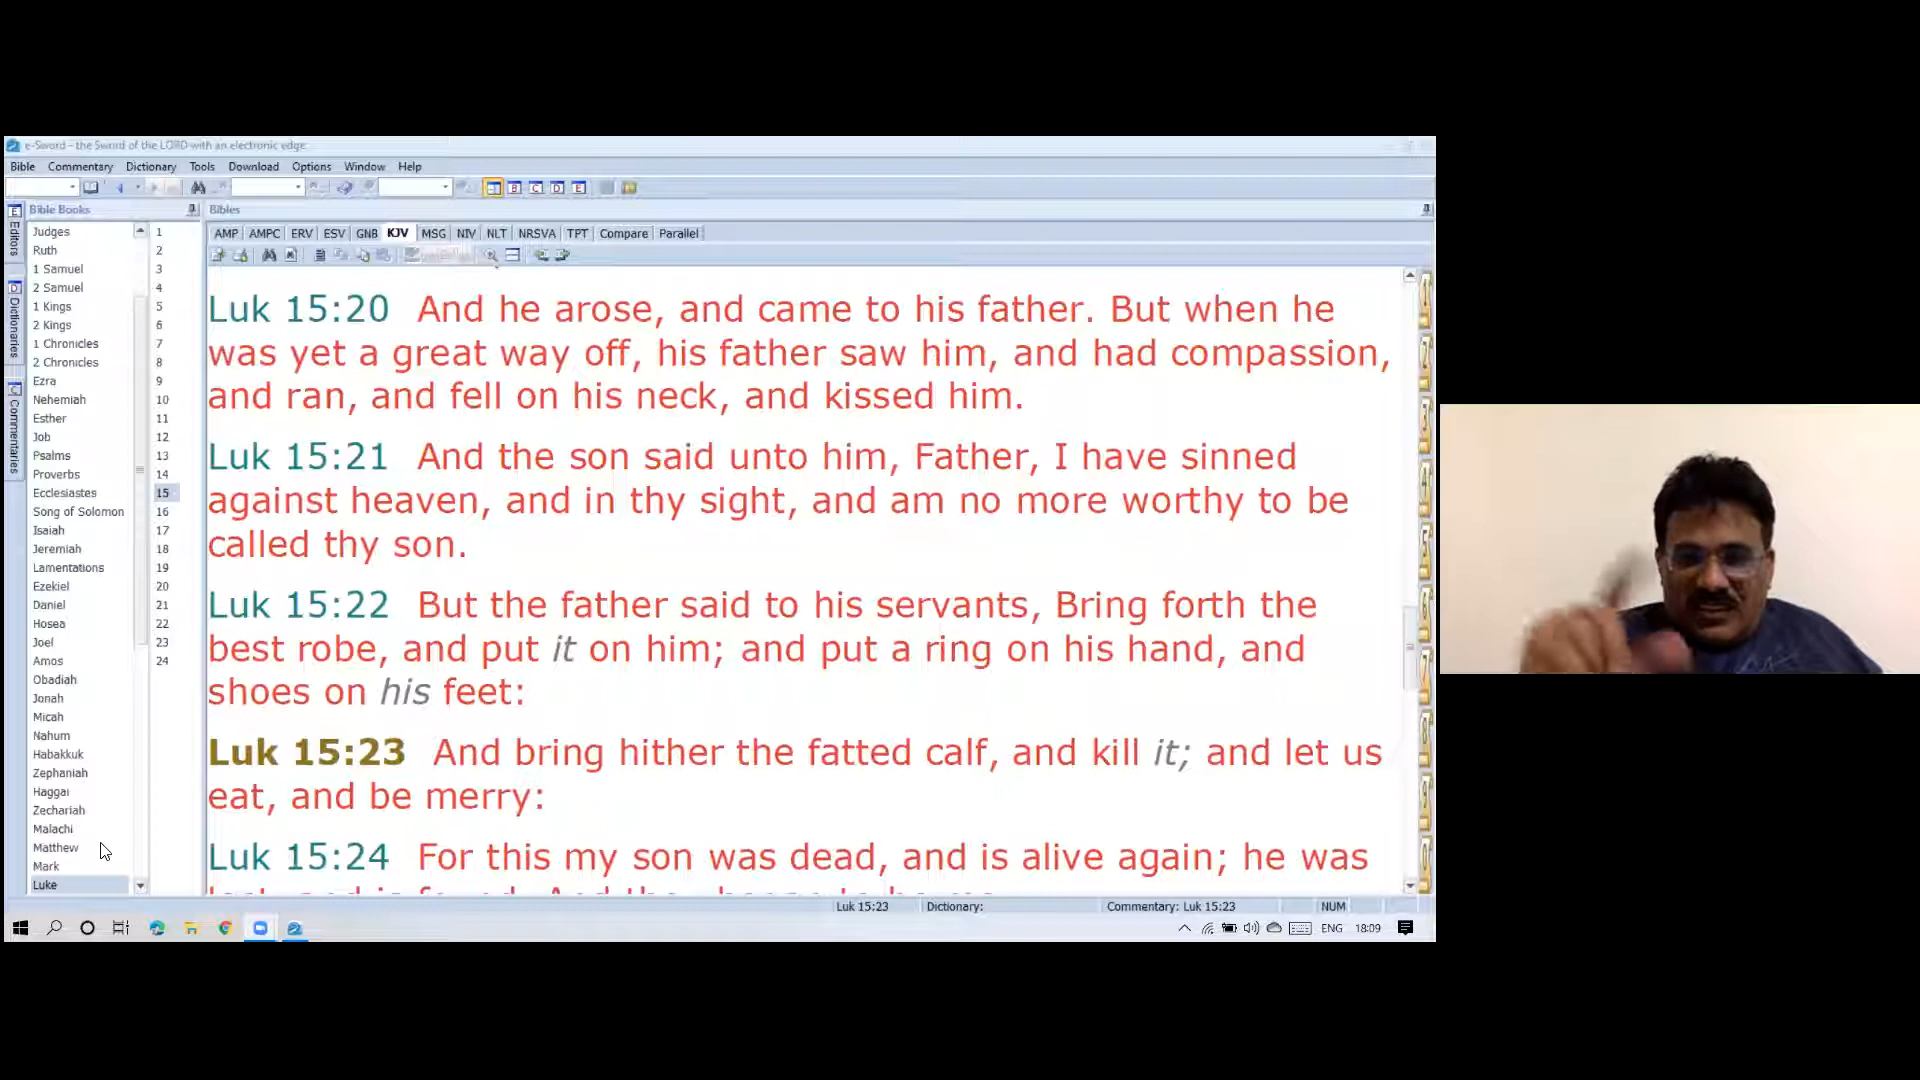 e-Sword - the Sword of the LORD with an electronic edge
Bible Commentary Dictionary Tools Download Options Window Help
B C D E
Bible Books
Bibles
E Editors
D Dictionaries
C Commentaries
AMP AMPC ERV ESV GNB KJV MSG NIV NLT NRSVA TPT Compare Parallel
Judges 1
Ruth 2
1 Samuel 3
2 Samuel 4
1 Kings 5
2 Kings 6
1 Chronicles 7
2 Chronicles 8
Ezra 9
Nehemiah 10
Esther 11
Job 12
Psalms 13
Proverbs 14
Ecclesiastes 15
Song of Solomon 16
Isaiah 17
Jeremiah 18
Lamentations 19
Ezekiel 20
Daniel 21
Hosea 22
Joel 23
Amos 24
Obadiah
Jonah
Micah
Nahum
Habakkuk
Zephaniah
Haggai
Zechariah
Malachi
Matthew
Mark
Luke
Luk 15:20 And he arose, and came to his father. But when he
was yet a great way off, his father saw him, and had compassion,
and ran, and fell on his neck, and kissed him.
Luk 15:21 And the son said unto him, Father, I have sinned
against heaven, and in thy sight, and am no more worthy to be
called thy son.
Luk 15:22 But the father said to his servants, Bring forth the
best robe, and put it on him; and put a ring on his hand, and
shoes on his feet:
Luk 15:23 And bring hither the fatted calf, and kill it; and let us
eat, and be merry:
Luk 15:24 For this my son was dead, and is alive again; he was
Luk 15:23 Dictionary: Commentary: Luk 15:23 NUM
ENG 18:09